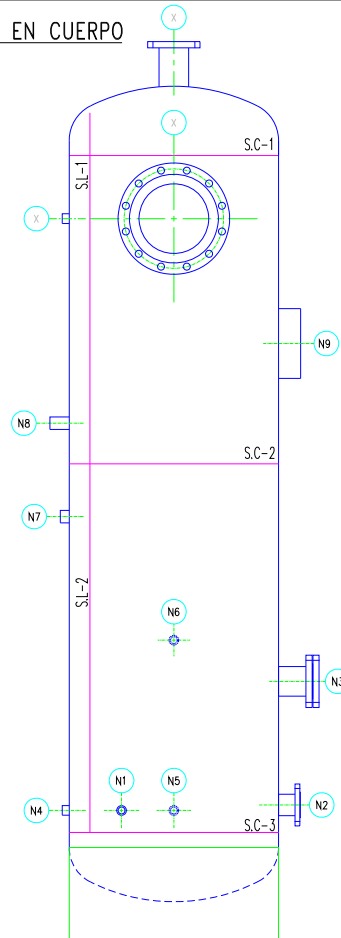 EN CUERPO
X
X
S.C-1
S.L-1
X
N9
N8
S.C-2
N7
S.L-2
N6
N3
N1
N5
N4
N2
S.C-3